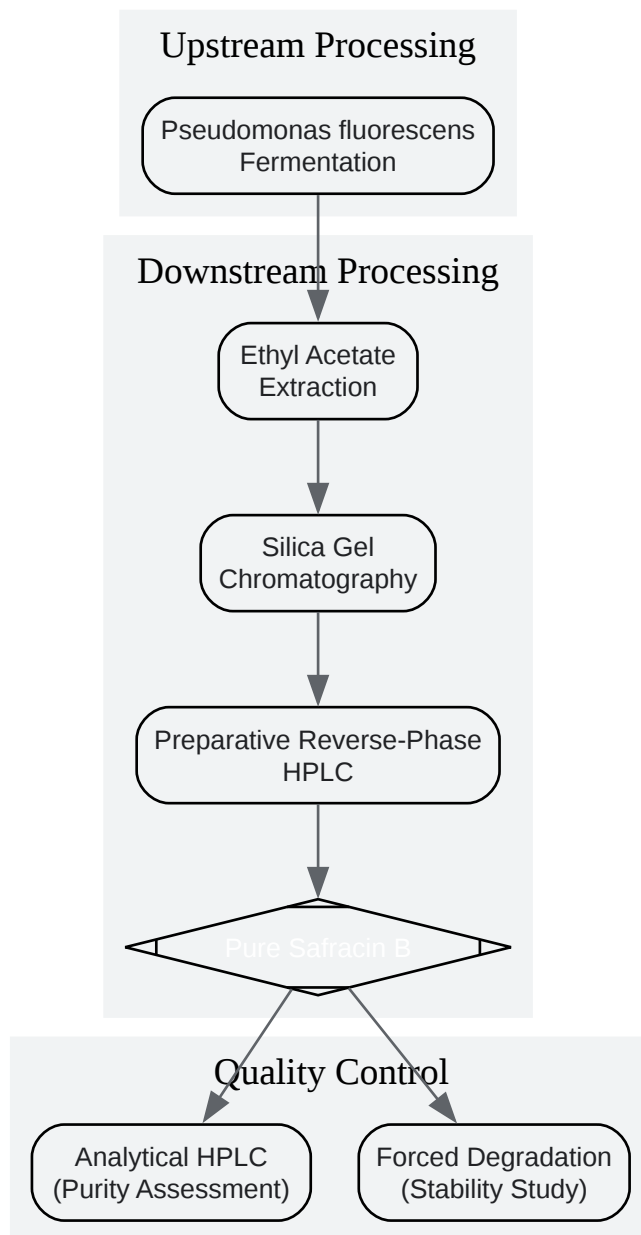 Upstream Processing
Pseudomonas fluorescens
Fermentation
Downstream Processing
Ethyl Acetate
Extraction
Silica Gel
Chromatography
Preparative Reverse-Phase
HPLC
Pure Safracin B
Quality Control
Analytical HPLC
(Purity Assessment)
Forced Degradation
(Stability Study)